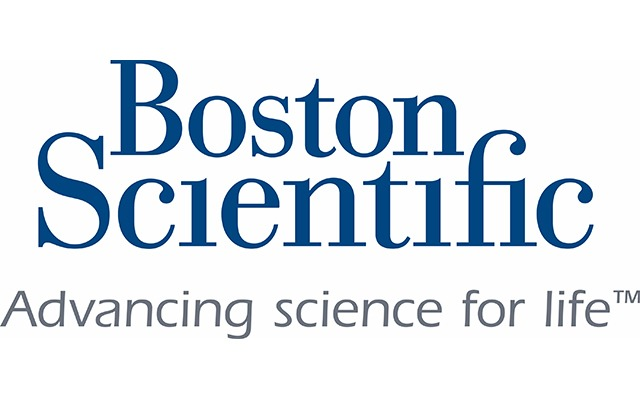 Boston
Scientific
Advancing science for life™